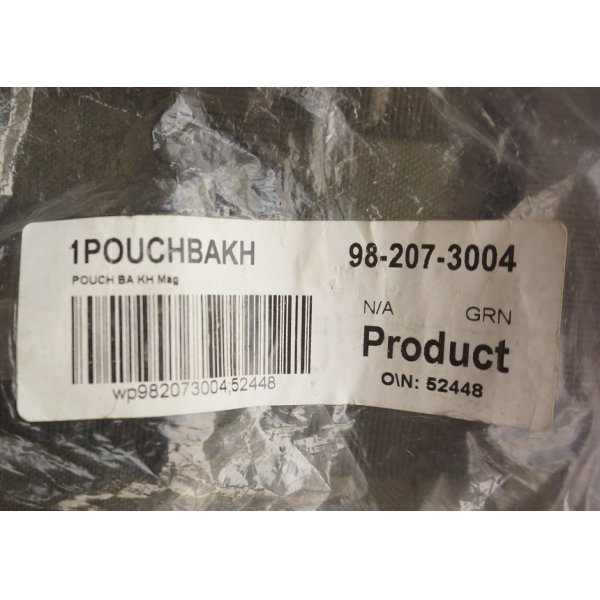 1POUCHBAKH
98-207-3004
POUCH BA KH Mag
N/A GRN
Product
wp982073004;52448
O\N: 52448